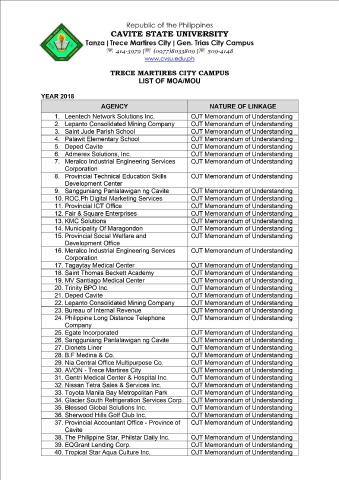 Republic of the Philippines
CAVITE STATE UNIVERSITY
Tanza | Trece Martires City | Gen. Trias City Campus
☏ 414-3979 |☏ (0977)8033809 |☏ 509-4148
www.cvsu.edu.ph
TRECE MARTIRES CITY CAMPUS
LIST OF MOA/MOU
YEAR 2018
AGENCY NATURE OF LINKAGE
1. Leentech Network Solutions Inc. OJT Memorandum of Understanding
2. Lepanto Consolidated Mining Company OJT Memorandum of Understanding
3. Saint Jude Parish School OJT Memorandum of Understanding
4. Palawit Elementary School OJT Memorandum of Understanding
5. Deped Cavite OJT Memorandum of Understanding
6. Admerex Solutions, Inc. OJT Memorandum of Understanding
7. Meralco Industrial Engineering Services OJT Memorandum of Understanding
Corporation
8. Provincial Technical Education Skills OJT Memorandum of Understanding
Development Center
9. Sangguniang Panlalawigan ng Cavite OJT Memorandum of Understanding
10. ROC.Ph Digital Marketing Services OJT Memorandum of Understanding
11. Provincial ICT Office OJT Memorandum of Understanding
12. Fair & Square Enterprises OJT Memorandum of Understanding
13. KMC Solutions OJT Memorandum of Understanding
14. Municipality Of Maragondon OJT Memorandum of Understanding
15. Provincial Social Welfare and OJT Memorandum of Understanding
Development Office
16. Meralco Industrial Engineering Services OJT Memorandum of Understanding
Corporation
17. Tagaytay Medical Center OJT Memorandum of Understanding
18. Saint Thomas Beckett Academy OJT Memorandum of Understanding
19. MV Santiago Medical Center OJT Memorandum of Understanding
20. Trinity BPO Inc. OJT Memorandum of Understanding
21. Deped Cavite OJT Memorandum of Understanding
22. Lepanto Consolidated Mining Company OJT Memorandum of Understanding
23. Bureau of Internal Revenue OJT Memorandum of Understanding
24. Philippine Long Distance Telephone OJT Memorandum of Understanding
Company
25. Egate Incorporated OJT Memorandum of Understanding
26. Sangguniang Panlalawigan ng Cavite OJT Memorandum of Understanding
27. Dionets Liner OJT Memorandum of Understanding
28. B.F Medina & Co. OJT Memorandum of Understanding
29. Nia Central Office Multipurpose Co. OJT Memorandum of Understanding
30. AVON - Trece Martires City OJT Memorandum of Understanding
31. Gentri Medical Center & Hospital Inc. OJT Memorandum of Understanding
32. Nissan Tetra Sales & Services Inc. OJT Memorandum of Understanding
33. Toyota Manila Bay Metropolitan Park OJT Memorandum of Understanding
34. Glacier South Refrigeration Services Corp. OJT Memorandum of Understanding
35. Blessed Global Solutions Inc. OJT Memorandum of Understanding
36. Sherwood Hills Golf Club Inc. OJT Memorandum of Understanding
37. Provincial Accountant Office - Province of OJT Memorandum of Understanding
Cavite
38. The Philippine Star, Philstar Daily Inc. OJT Memorandum of Understanding
39. EQGrant Lending Corp. OJT Memorandum of Understanding
40. Tropical Star Aqua Culture Inc. OJT Memorandum of Understanding